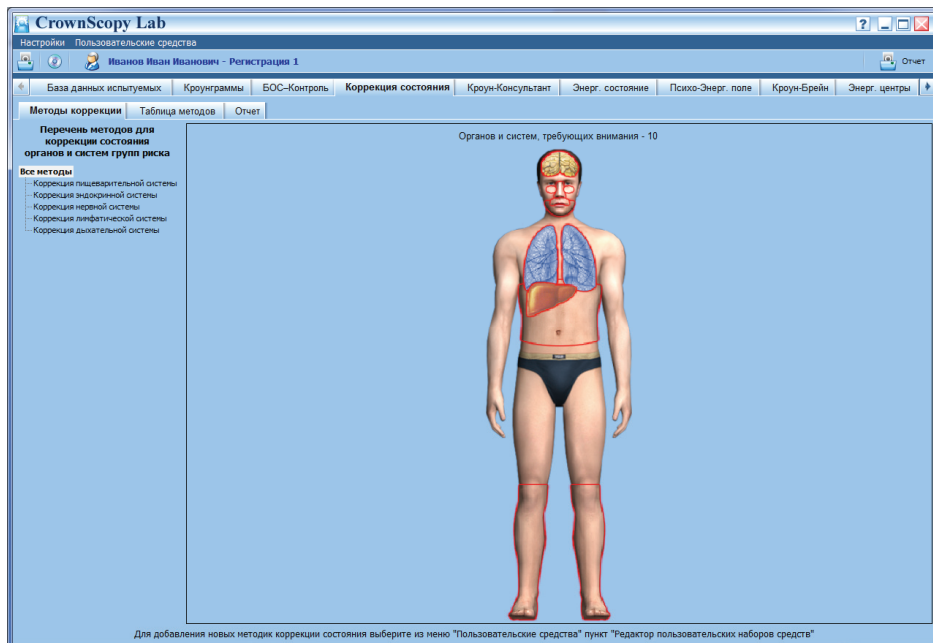 CrownScopy Lab
Настройки Пользовательские средства
Иванов Иван Иванович - Регистрация 1
Отчет
База данных испытуемых Кроунграммы БОС-Контроль Коррекция состояния Кроун-Консультант Энерг. состояние Психо-Энерг. поле Кроун-Брейн Энерг. центры
Методы коррекции Таблица методов Отчет
Перечень методов для
коррекции состояния
органов и систем групп риска
Все методы
Коррекция пищеварительной системы
Коррекция эндокринной системы
Коррекция нервной системы
Коррекция лимфатической системы
Коррекция дыхательной системы
Органов и систем, требующих внимания - 10
Для добавления новых методик коррекции состояния выберите из меню "Пользовательские средства" пункт "Редактор пользовательских наборов средств"